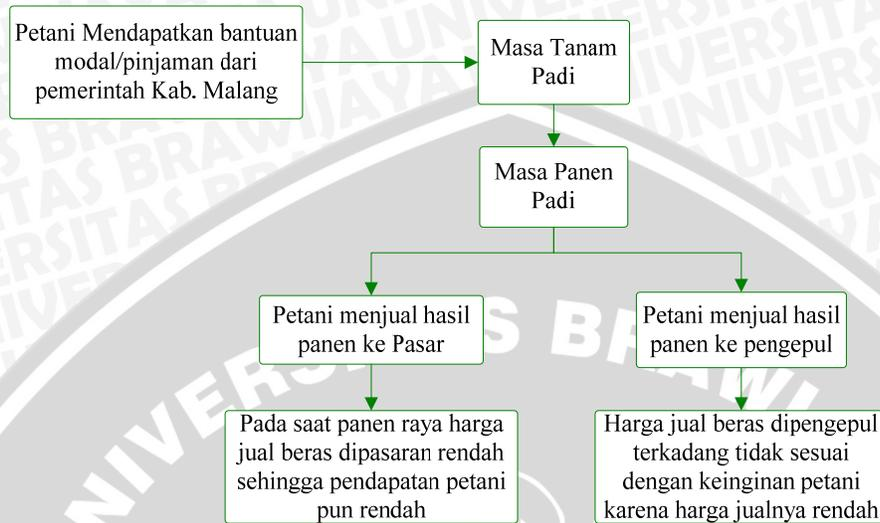 Petani Mendapatkan bantuan
modal/pinjaman dari
pemerintah Kab. Malang
Masa Tanam
Padi
Masa Panen
Padi
Petani menjual hasil
panen ke Pasar
Petani menjual hasil
panen ke pengepul
Pada saat panen raya harga
jual beras dipasaran rendah
sehingga pendapatan petani
pun rendah
Harga jual beras dipengepul
terkadang tidak sesuai
dengan keinginan petani
karena harga jualnya rendah